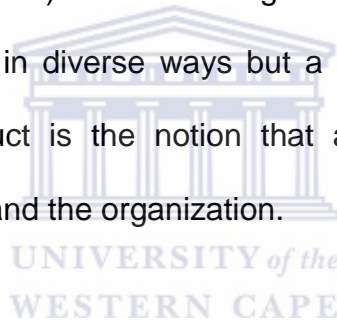 in diverse ways but a
uct is the notion that a
and the organization.
UNIVERSITY of the
WESTERN CAPE